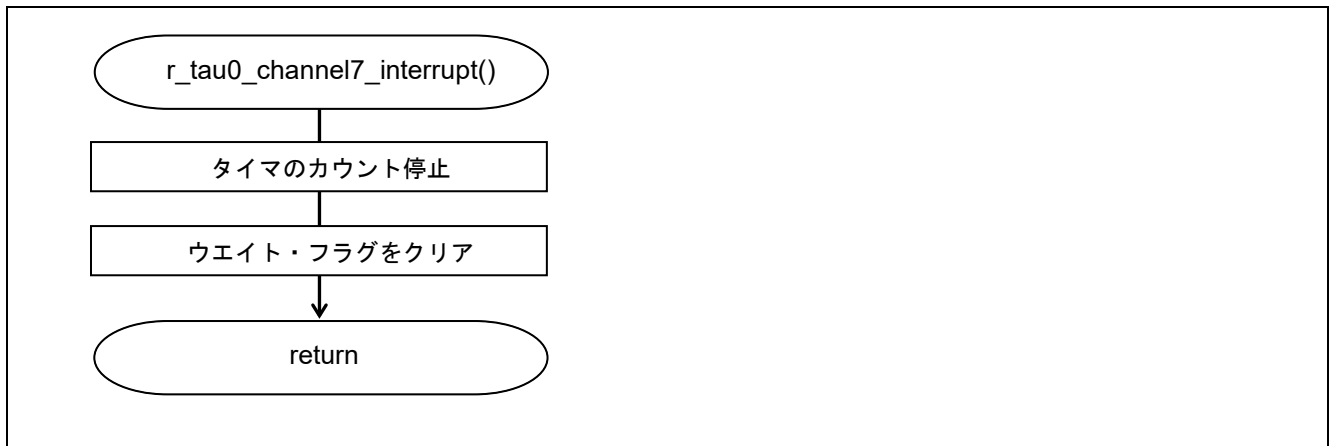 r_tau0_channel7_interrupt()
タイマのカウント停止
ウエイト・フラグをクリア
return